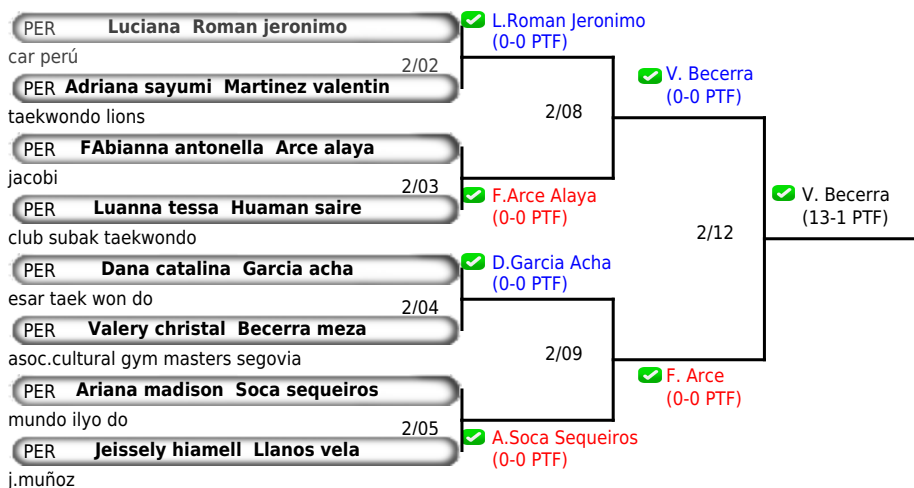 PER Luciana Roman jeronimo
car perú
2/02
PER Adriana sayumi Martinez valentin
taekwondo lions
PER FAbianna antonella Arce alaya
jacobi
2/03
PER Luanna tessa Huaman saire
club subak taekwondo
PER Dana catalina Garcia acha
esar taek won do
2/04
PER Valery christal Becerra meza
asoc.cultural gym masters segovia
PER Ariana madison Soca sequeiros
mundo ilyo do
2/05
PER Jeissely hiamell Llanos vela
j.muñoz
L.Roman Jeronimo
(0-0 PTF)
2/08
F.Arce Alaya
(0-0 PTF)
D.Garcia Acha
(0-0 PTF)
2/09
A.Soca Sequeiros
(0-0 PTF)
V. Becerra
(0-0 PTF)
2/12
F. Arce
(0-0 PTF)
V. Becerra
(13-1 PTF)